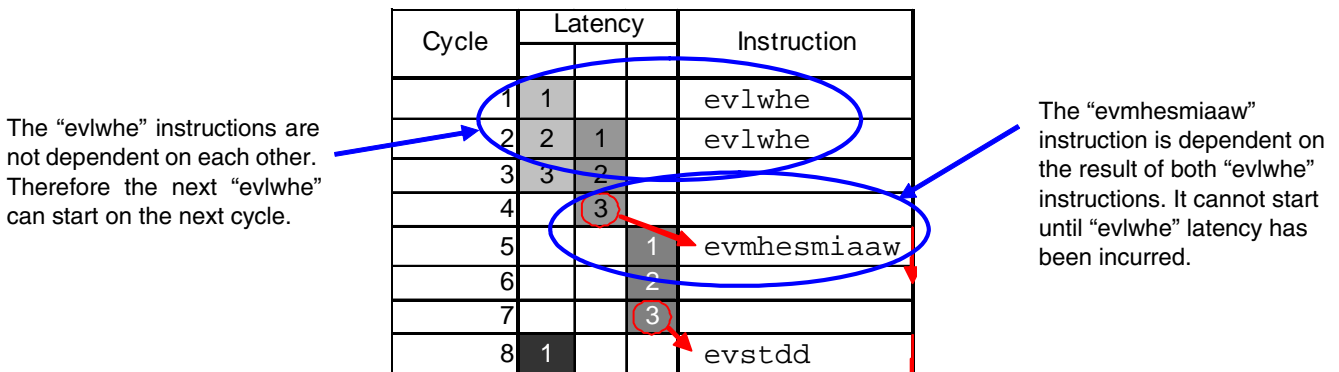 Cycle Latency Instruction
1 1 evlwhe
2 2 1 evlwhe
3 3 2
4 3
5 1 evmhesmiaaw
6 2
7 3
8 1 evstdd
The “evlwhe” instructions are
not dependent on each other.
Therefore the next “evlwhe”
can start on the next cycle.
The “evmhesmiaaw”
instruction is dependent on
the result of both “evlwhe”
instructions. It cannot start
until “evlwhe” latency has
been incurred.